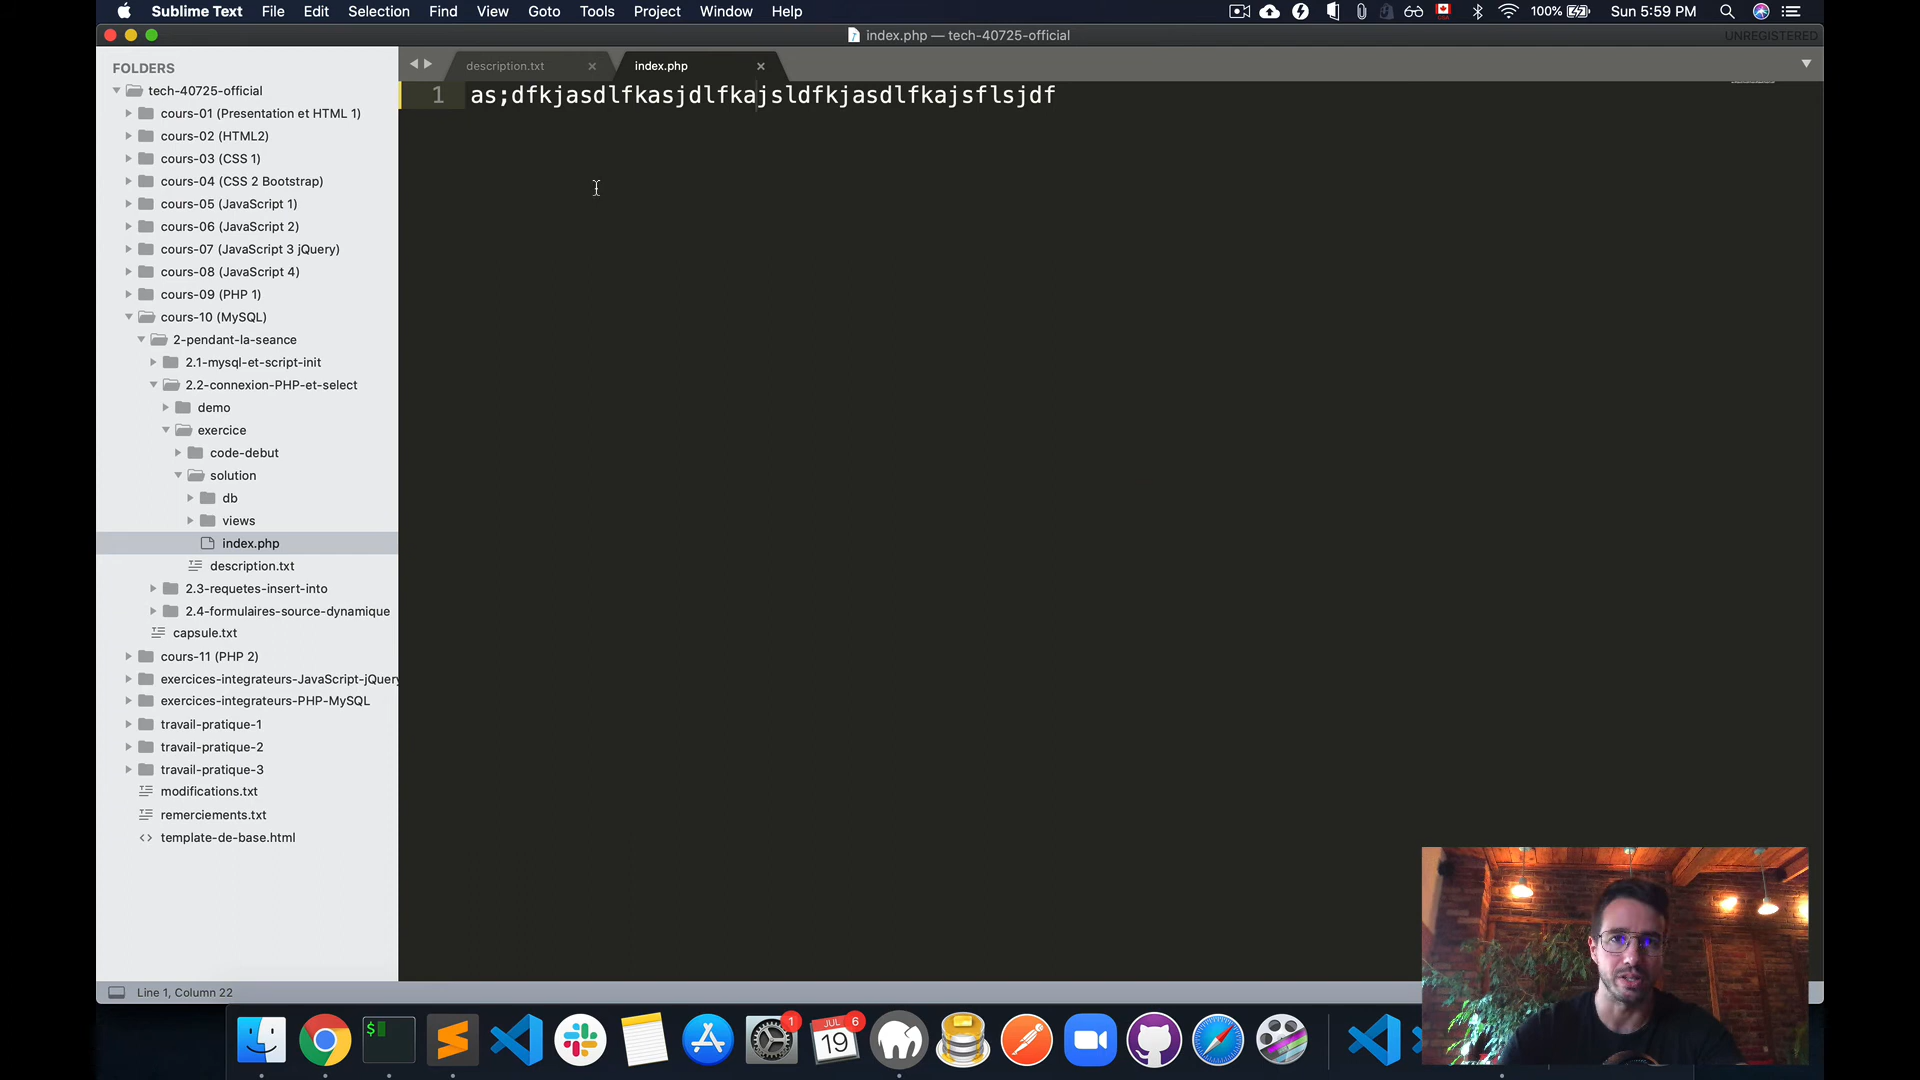 Sublime Text File Edit Selection Find View Goto Tools Project Window Help 100% Sun 5:59 PM
index.php — tech-40725-official UNREGISTERED
FOLDERS
description.txt index.php
1 as;dfkjasdlfkasjdlfkajsldfkjasdlfkajsflsjdf
tech-40725-official
cours-01 (Presentation et HTML 1)
cours-02 (HTML2)
cours-03 (CSS 1)
cours-04 (CSS 2 Bootstrap)
cours-05 (JavaScript 1)
cours-06 (JavaScript 2)
cours-07 (JavaScript 3 jQuery)
cours-08 (JavaScript 4)
cours-09 (PHP 1)
cours-10 (MySQL)
2-pendant-la-seance
2.1-mysql-et-script-init
2.2-connexion-PHP-et-select
demo
exercice
code-debut
solution
db
views
index.php
description.txt
2.3-requetes-insert-into
2.4-formulaires-source-dynamique
capsule.txt
cours-11 (PHP 2)
exercices-integrateurs-JavaScript-jQuery
exercices-integrateurs-PHP-MySQL
travail-pratique-1
travail-pratique-2
travail-pratique-3
modifications.txt
remerciements.txt
template-de-base.html
Line 1, Column 22
$ 1 JUL 6
19